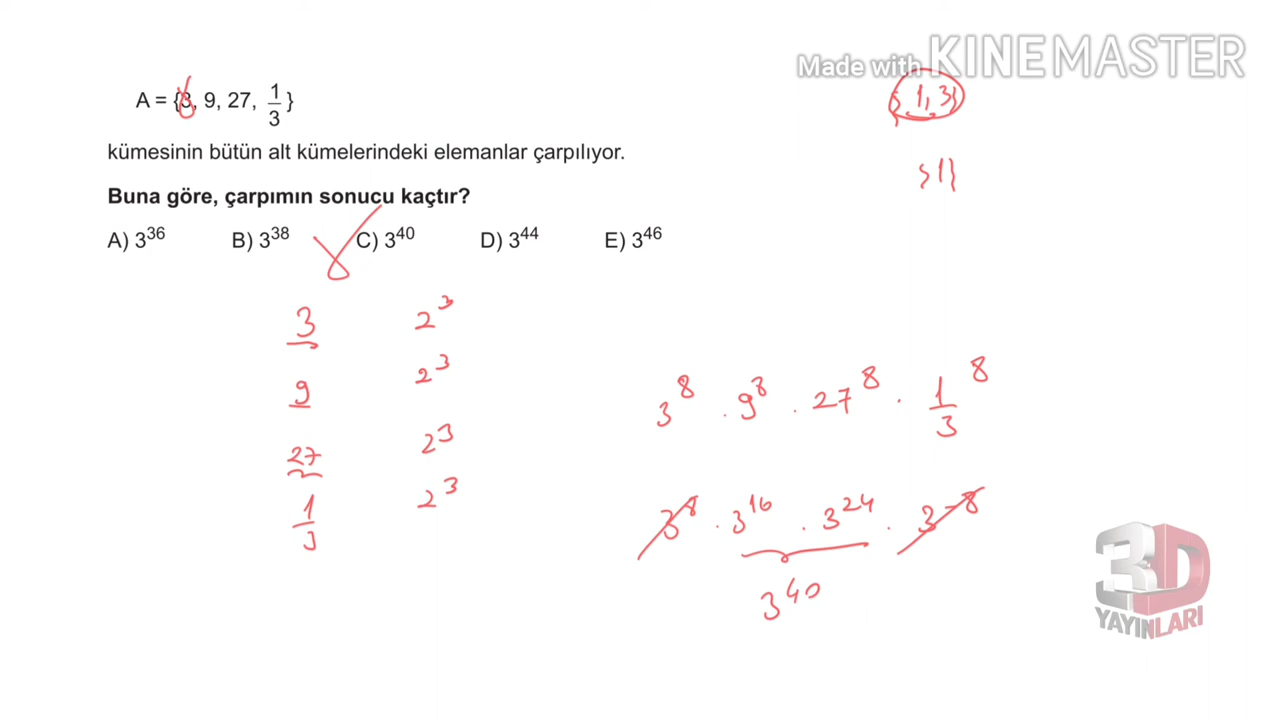 Made with KINEMASTER
A = {3, 9, 27, 1/3}
{1, 3}
kümesinin bütün alt kümelerindeki elemanlar çarpılıyor.
{1}
Buna göre, çarpımın sonucu kaçtır?
A) 3^36 B) 3^38 C) 3^40 D) 3^44 E) 3^46
3 2^3
9 2^3
27 2^3
1/3 2^3
3^8 . 9^8 . 27^8 . 1/3^8
3^8 . 3^16 . 3^24 . 3^-8
3^40
3D
YAYINLARI